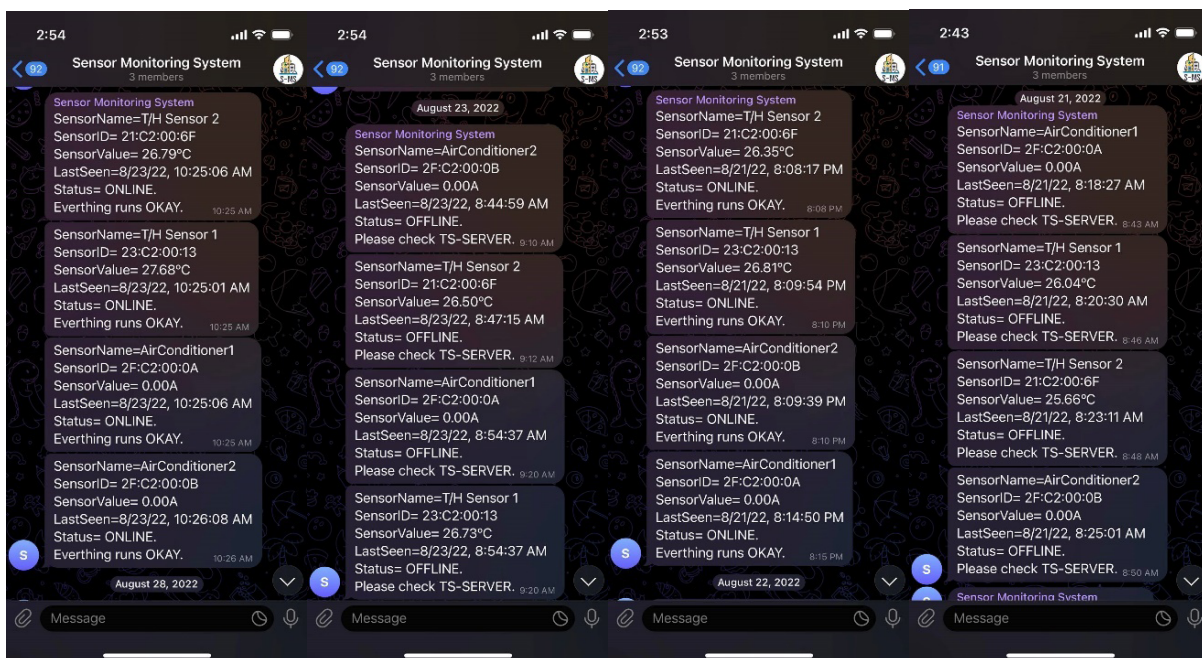 2:54
92
Sensor Monitoring System
3 members
S-MS
Sensor Monitoring System
SensorName=T/H Sensor 2
SensorID= 21:C2:00:6F
SensorValue= 26.79ºC
LastSeen=8/23/22, 10:25:06 AM
Status= ONLINE.
Everthing runs OKAY. 10:25 AM
SensorName=T/H Sensor 1
SensorID= 23:C2:00:13
SensorValue= 27.68ºC
LastSeen=8/23/22, 10:25:01 AM
Status= ONLINE.
Everthing runs OKAY. 10:25 AM
SensorName=AirConditioner1
SensorID= 2F:C2:00:0A
SensorValue= 0.00A
LastSeen=8/23/22, 10:25:06 AM
Status= ONLINE.
Everthing runs OKAY. 10:25 AM
SensorName=AirConditioner2
SensorID= 2F:C2:00:0B
SensorValue= 0.00A
LastSeen=8/23/22, 10:26:08 AM
Status= ONLINE.
Everthing runs OKAY. 10:26 AM
S
August 28, 2022
Message
2:54
92
Sensor Monitoring System
3 members
S-MS
August 23, 2022
Sensor Monitoring System
SensorName=AirConditioner2
SensorID= 2F:C2:00:0B
SensorValue= 0.00A
LastSeen=8/23/22, 8:44:59 AM
Status= OFFLINE.
Please check TS-SERVER. 9:10 AM
SensorName=T/H Sensor 2
SensorID= 21:C2:00:6F
SensorValue= 26.50ºC
LastSeen=8/23/22, 8:47:15 AM
Status= OFFLINE.
Please check TS-SERVER. 9:12 AM
SensorName=AirConditioner1
SensorID= 2F:C2:00:0A
SensorValue= 0.00A
LastSeen=8/23/22, 8:54:37 AM
Status= OFFLINE.
Please check TS-SERVER. 9:20 AM
SensorName=T/H Sensor 1
SensorID= 23:C2:00:13
SensorValue= 26.73ºC
LastSeen=8/23/22, 8:54:37 AM
Status= OFFLINE.
Please check TS-SERVER. 9:20 AM
S
Message
2:53
92
Sensor Monitoring System
3 members
S-MS
Sensor Monitoring System
SensorName=T/H Sensor 2
SensorID= 21:C2:00:6F
SensorValue= 26.35ºC
LastSeen=8/21/22, 8:08:17 PM
Status= ONLINE.
Everthing runs OKAY. 8:08 PM
SensorName=T/H Sensor 1
SensorID= 23:C2:00:13
SensorValue= 26.81ºC
LastSeen=8/21/22, 8:09:54 PM
Status= ONLINE.
Everthing runs OKAY. 8:10 PM
SensorName=AirConditioner2
SensorID= 2F:C2:00:0B
SensorValue= 0.00A
LastSeen=8/21/22, 8:09:39 PM
Status= ONLINE.
Everthing runs OKAY. 8:10 PM
SensorName=AirConditioner1
SensorID= 2F:C2:00:0A
SensorValue= 0.00A
LastSeen=8/21/22, 8:14:50 PM
Status= ONLINE.
Everthing runs OKAY. 8:15 PM
S
August 22, 2022
Message
2:43
91
Sensor Monitoring System
3 members
S-MS
August 21, 2022
Sensor Monitoring System
SensorName=AirConditioner1
SensorID= 2F:C2:00:0A
SensorValue= 0.00A
LastSeen=8/21/22, 8:18:27 AM
Status= OFFLINE.
Please check TS-SERVER. 8:43 AM
SensorName=T/H Sensor 1
SensorID= 23:C2:00:13
SensorValue= 26.04ºC
LastSeen=8/21/22, 8:20:30 AM
Status= OFFLINE.
Please check TS-SERVER. 8:46 AM
SensorName=T/H Sensor 2
SensorID= 21:C2:00:6F
SensorValue= 25.66ºC
LastSeen=8/21/22, 8:23:11 AM
Status= OFFLINE.
Please check TS-SERVER. 8:48 AM
SensorName=AirConditioner2
SensorID= 2F:C2:00:0B
SensorValue= 0.00A
LastSeen=8/21/22, 8:25:01 AM
Status= OFFLINE.
Please check TS-SERVER. 8:50 AM
S
Sensor Monitoring System
Message